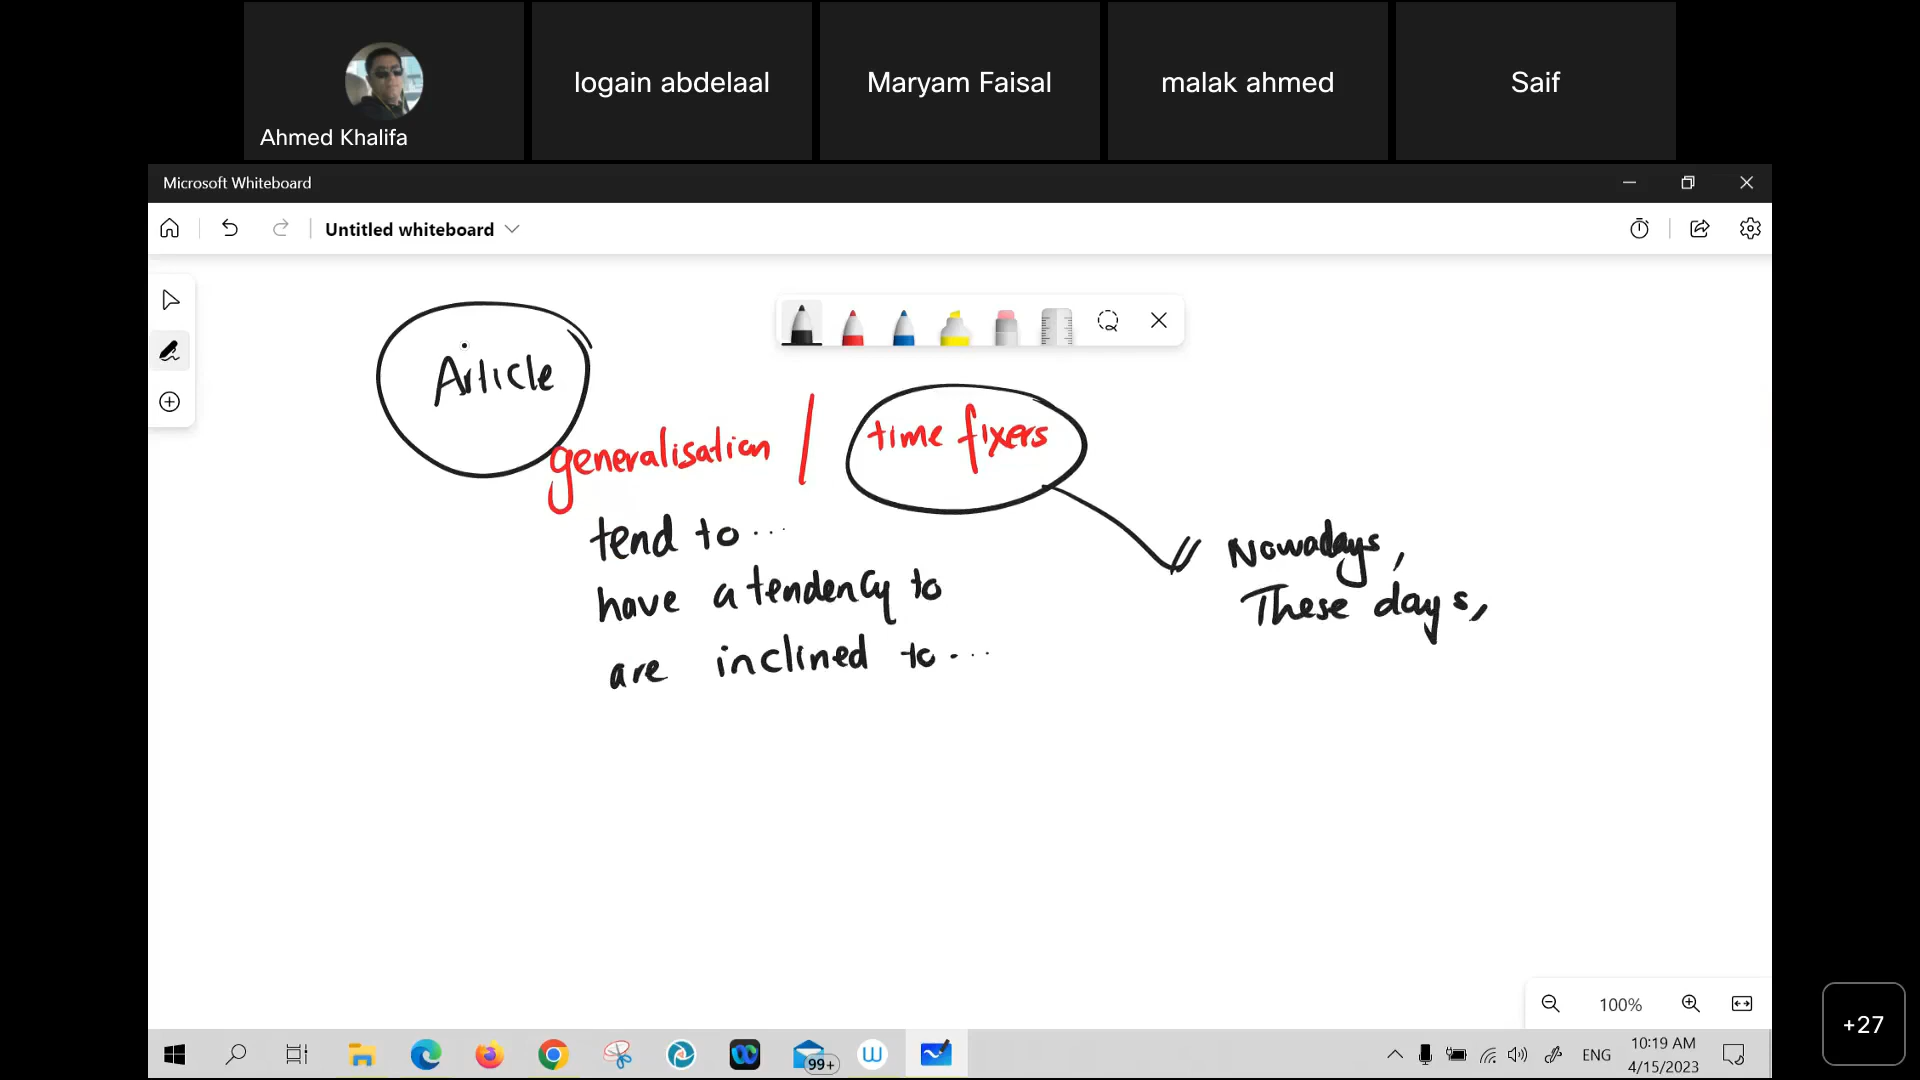 logain abdelaal
Maryam Faisal
malak ahmed
Saif
Ahmed Khalifa
Microsoft Whiteboard
Untitled whiteboard
Article
generalisation / time fixers
tend to ...
have a tendency to
are inclined to ...
Nowadays,
These days,
100%
+27
99+
W
ENG
10:19 AM
4/15/2023